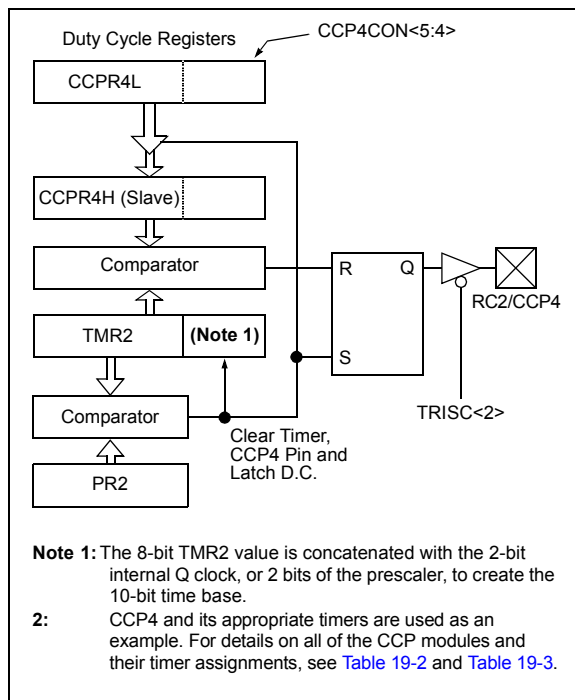 Duty Cycle Registers
CCP4CON<5:4>
CCPR4L
CCPR4H (Slave)
Comparator
R
Q
RC2/CCP4
TMR2
(Note 1)
S
TRISC<2>
Comparator
Clear Timer,
CCP4 Pin and
Latch D.C.
PR2
Note 1: The 8-bit TMR2 value is concatenated with the 2-bit
internal Q clock, or 2 bits of the prescaler, to create the
10-bit time base.
2: CCP4 and its appropriate timers are used as an
example. For details on all of the CCP modules and
their timer assignments, see Table 19-2 and Table 19-3.